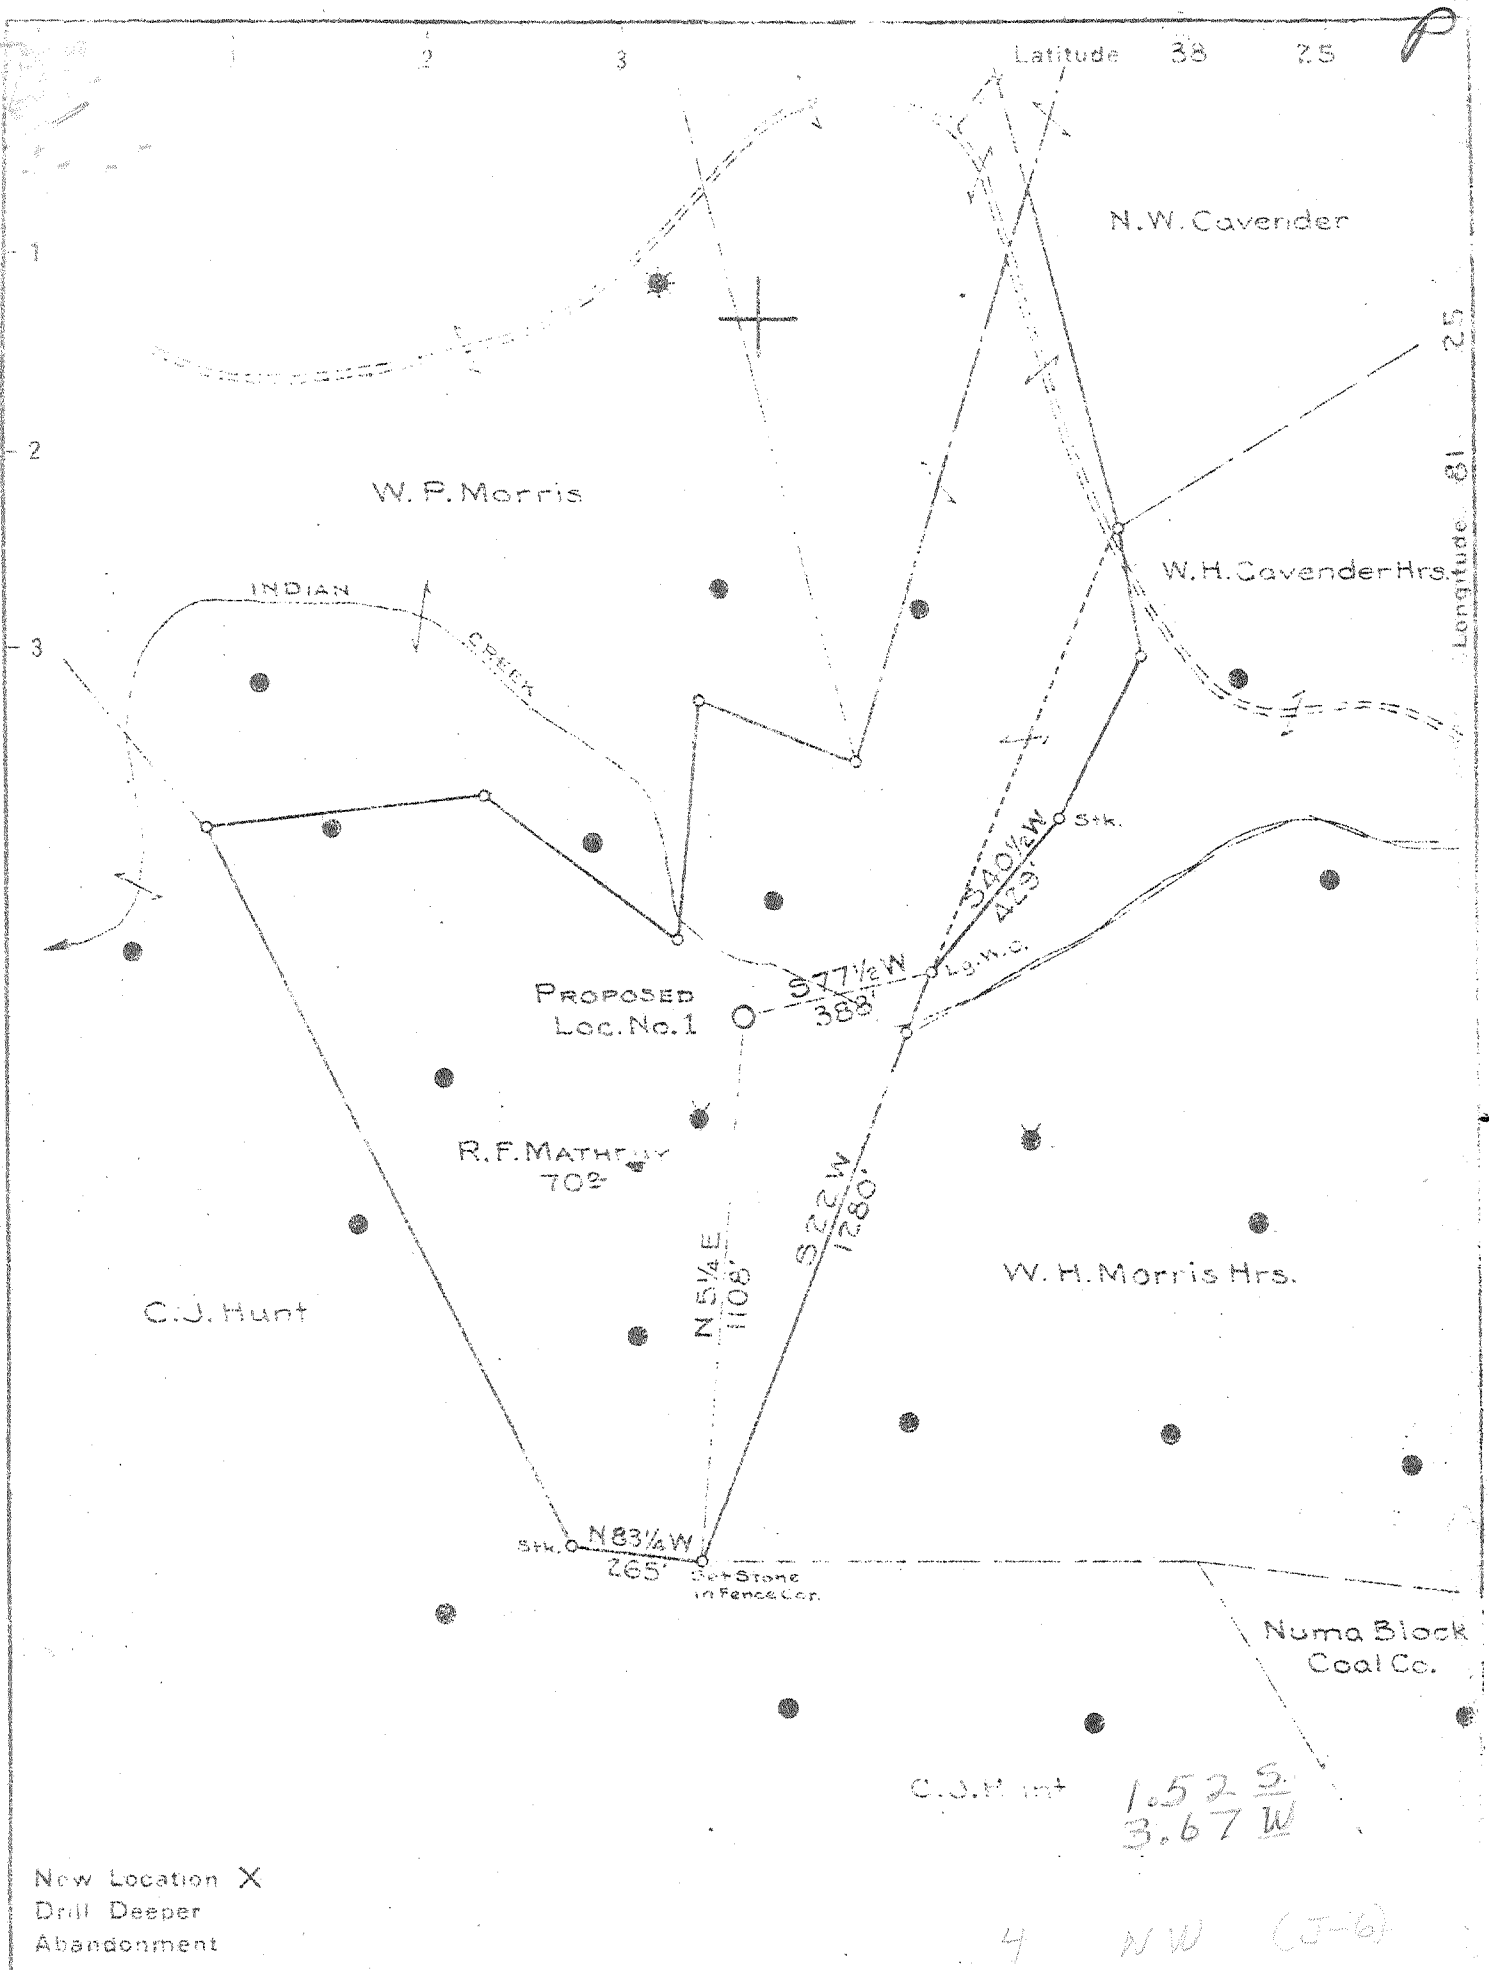 1 2 3 Latitude 38 25 P
N.W. Cavender
1
25
2
Longitude 81
W. P. Morris
W.H. Cavender Hrs.
INDIAN
CREEK
3
Stk.
S40½W
429'
Lg.W.O.
S77½W
388'
PROPOSED
LOC. No. 1
R.F. MATHENY
70a
S22W
1280'
N5¼E
1108'
W. H. Morris Hrs.
C.J. Hunt
Stk.
N83¼W
265'
Set Stone
in Fence Cor.
Numa Block
Coal Co.
C.J. Hunt
1.52 S.
3.67 W
New Location X
Drill Deeper
Abandonment
4 NW (J-6)